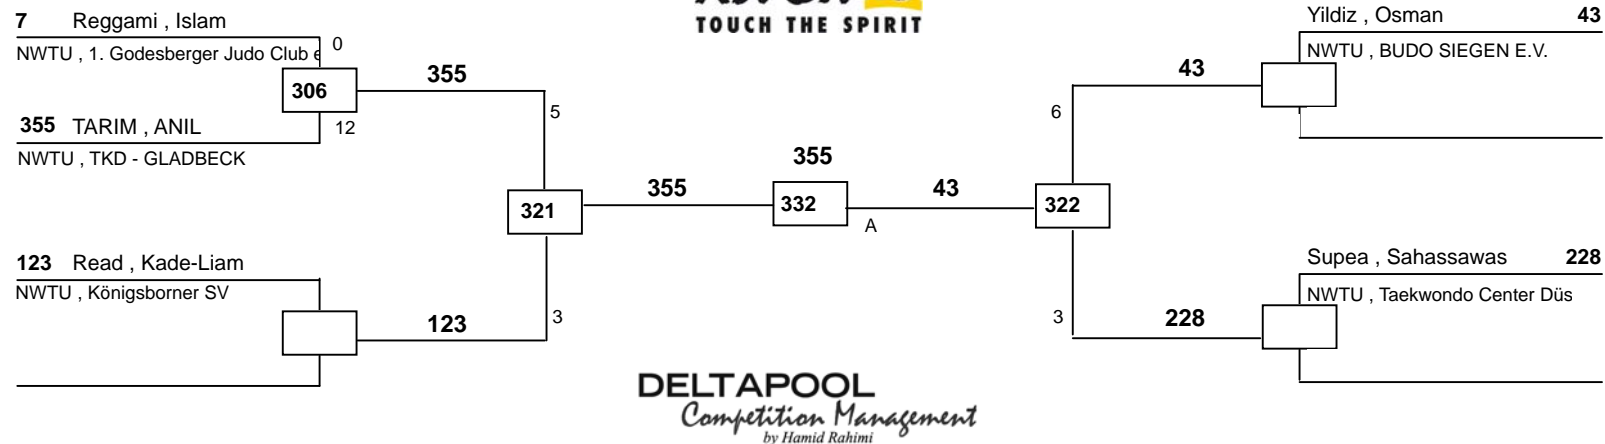 TOUCH THE SPIRIT
7 Reggami , Islam
NWTU , 1. Godesberger Judo Club e
0
306
355
12
355 TARIM , ANIL
NWTU , TKD - GLADBECK
5
321
355
123 Read , Kade-Liam
NWTU , Königsborner SV
123
3
355
332
A
43
Yildiz , Osman 43
NWTU , BUDO SIEGEN E.V.
43
6
322
Supea , Sahassawas 228
NWTU , Taekwondo Center Düs
228
3
DELTAPOOL
Competition Management
by Hamid Rahimi